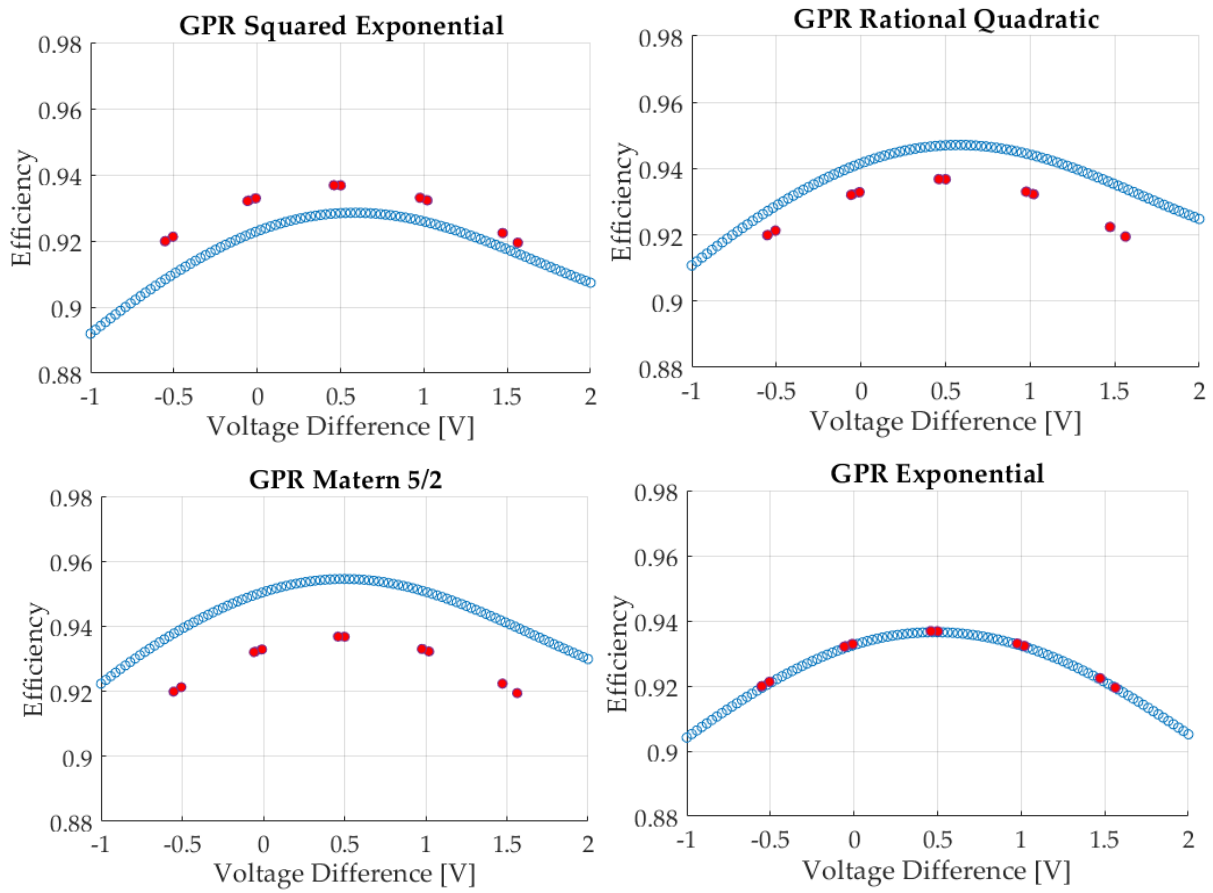 GPR Squared Exponential
0.98
0.96
0.94
0.92
0.9
0.88
Efficiency
-1 -0.5 0 0.5 1 1.5 2
Voltage Difference [V]
GPR Rational Quadratic
0.98
0.96
0.94
0.92
0.9
0.88
Efficiency
-1 -0.5 0 0.5 1 1.5 2
Voltage Difference [V]
GPR Matern 5/2
0.98
0.96
0.94
0.92
0.9
0.88
Efficiency
-1 -0.5 0 0.5 1 1.5 2
Voltage Difference [V]
GPR Exponential
0.98
0.96
0.94
0.92
0.9
0.88
Efficiency
-1 -0.5 0 0.5 1 1.5 2
Voltage Difference [V]